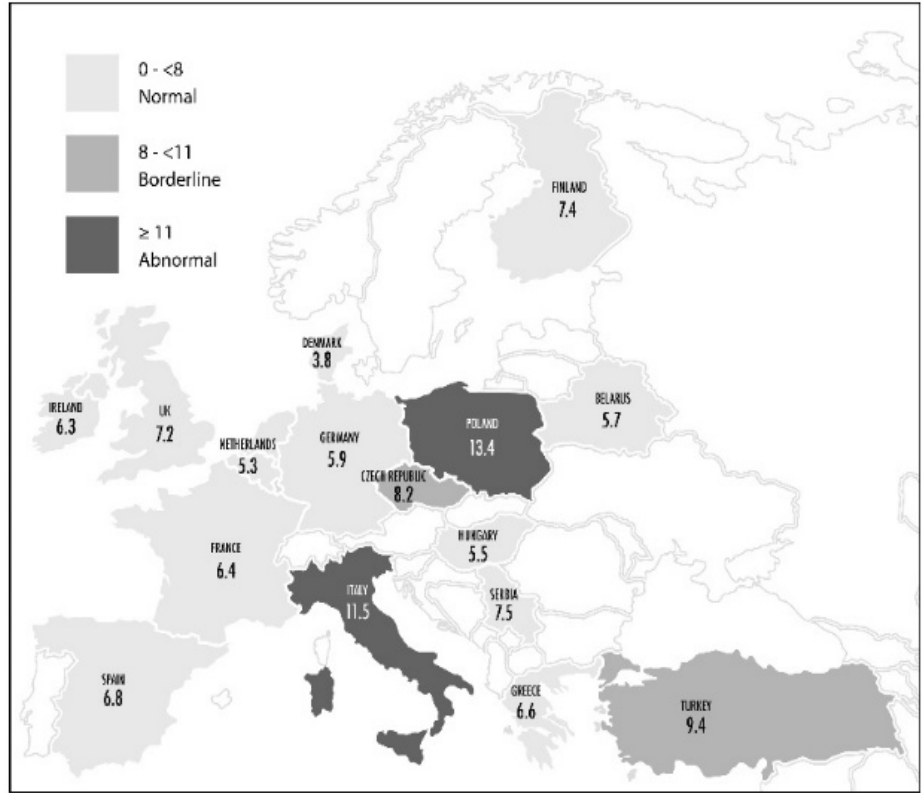 0 - <8
Normal
8 - <11
Borderline
≥ 11
Abnormal
FINLAND
7.4
DENMARK
3.8
IRELAND
6.3
UK
7.2
NETHERLANDS
5.3
GERMANY
5.9
POLAND
13.4
BELARUS
5.7
CZECH REPUBLIC
8.2
FRANCE
6.4
HUNGARY
5.5
ITALY
11.5
SERBIA
7.5
SPAIN
6.8
GREECE
6.6
TURKEY
9.4